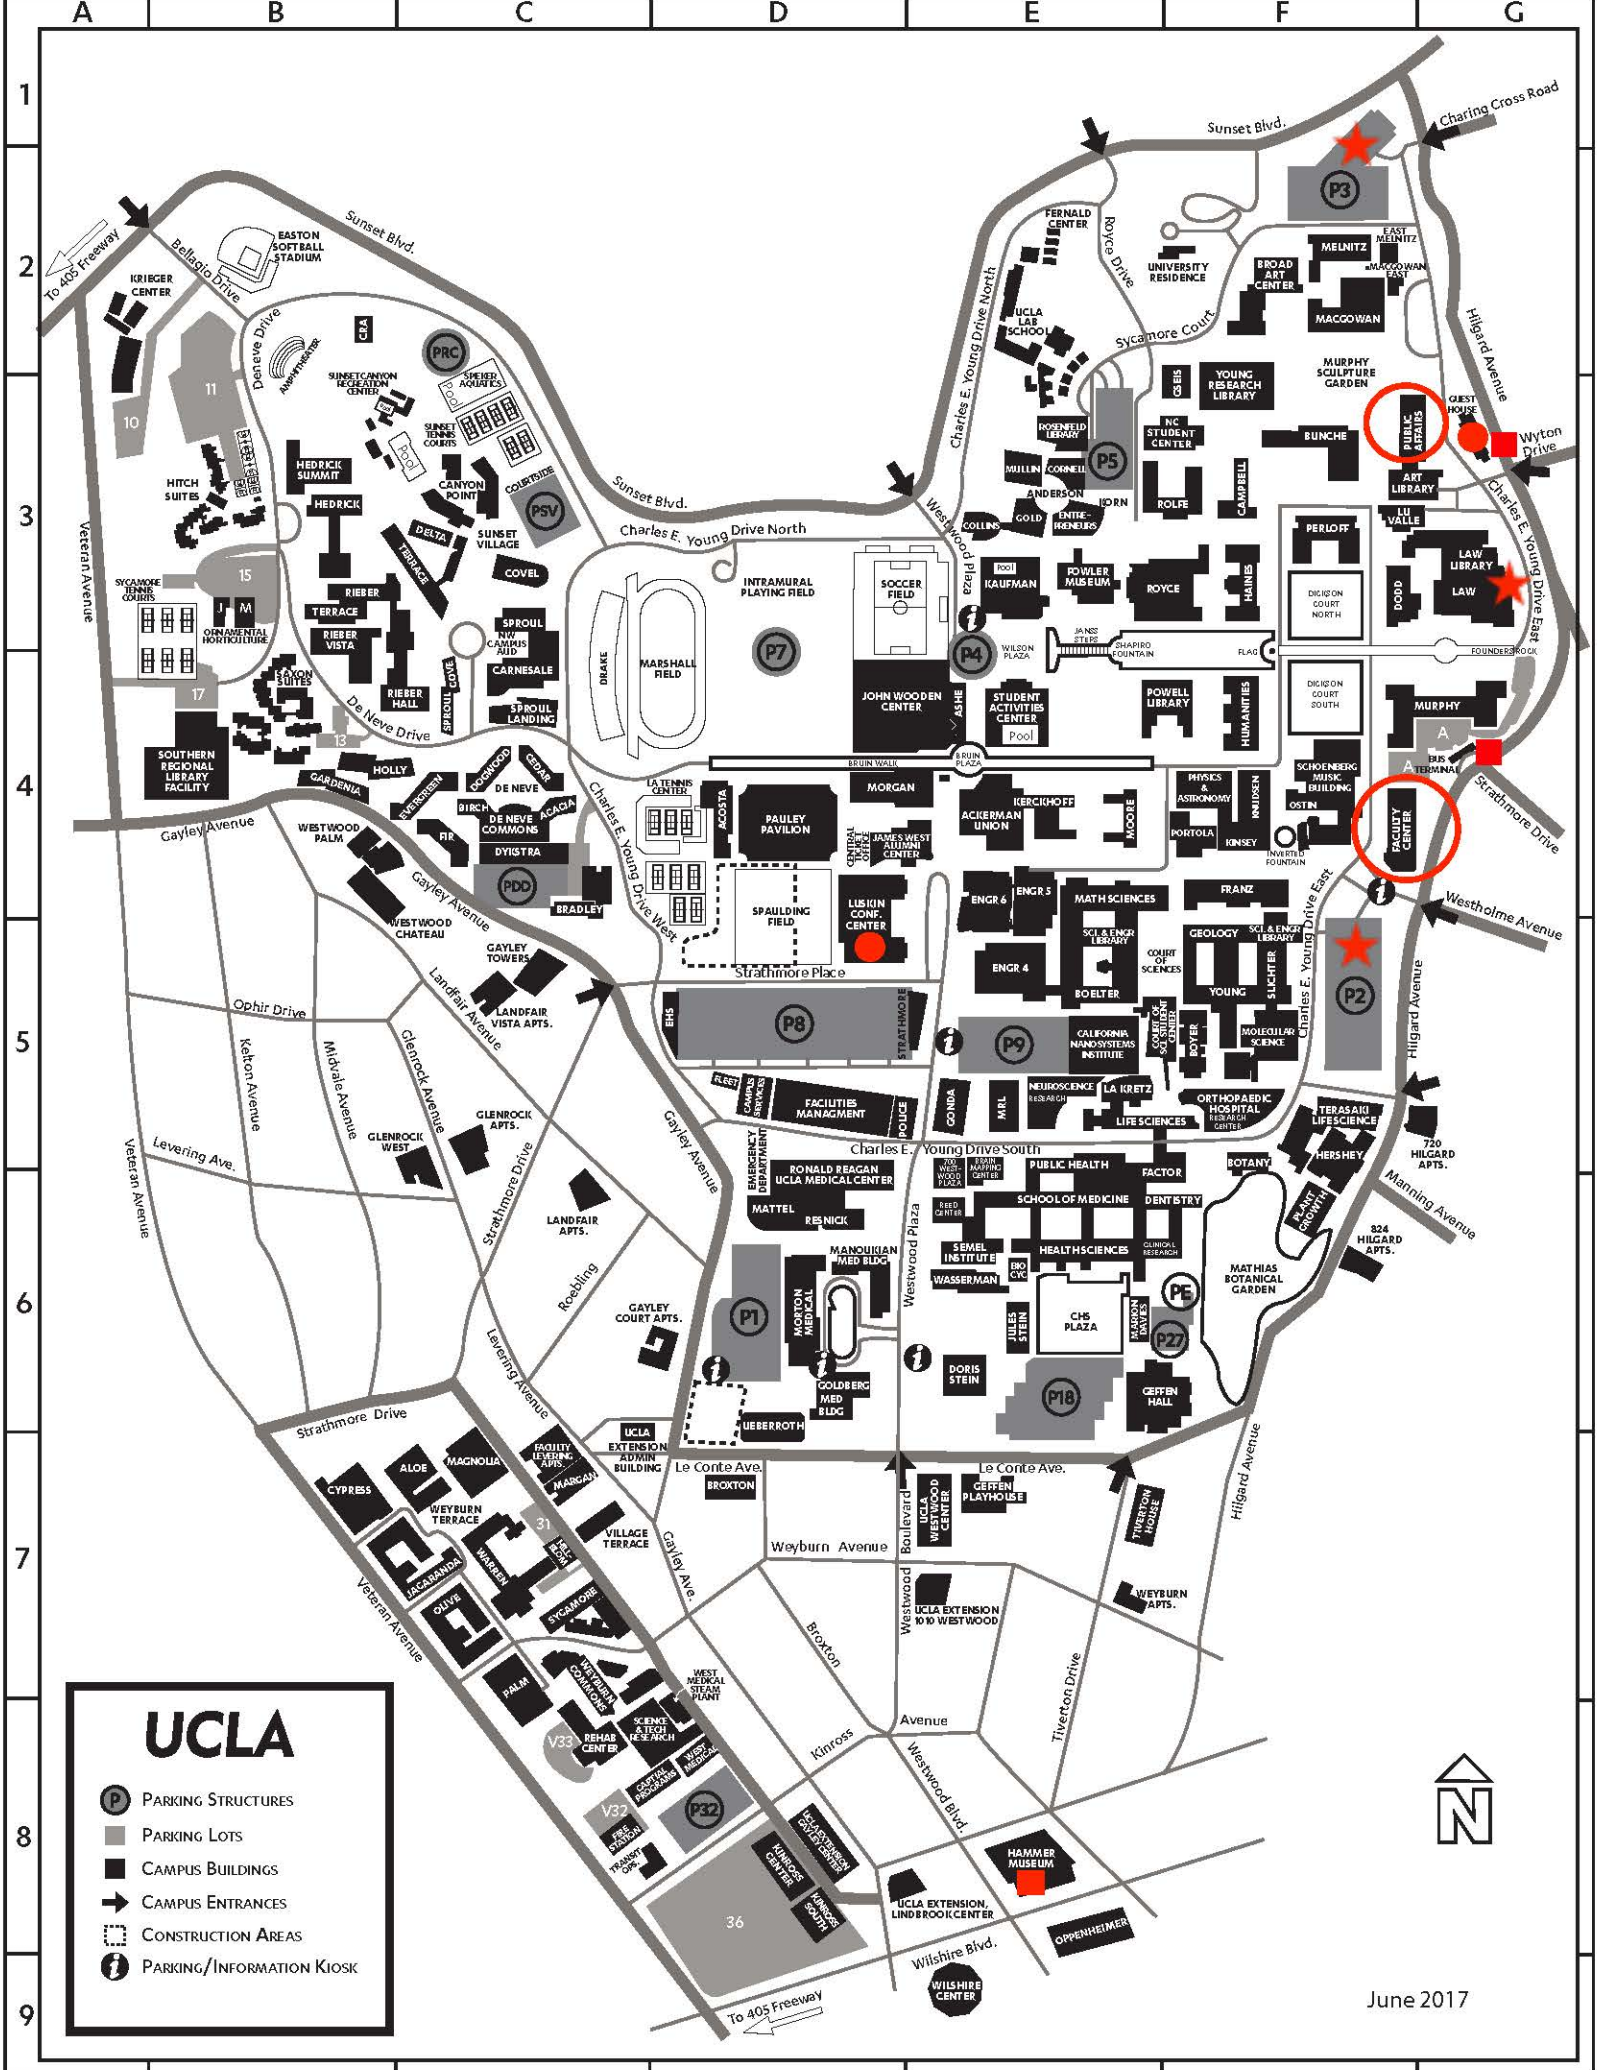 A
B
C
D
E
F
G
1
2
3
4
5
6
7
8
9
Sunset Blvd.
Charing Cross Road
P3
To 405 Freeway
Bellagio Drive
EASTON
SOFTBALL
STADIUM
Sunset Blvd.
KRIEGER
CENTER
Deneve Drive
AMPHITHEATER
CRA
PRC
SPIEKER
AQUATICS
Pool
SUNSET CANYON
RECREATION
CENTER
Pool
SUNSET
TENNIS
COURTS
Pool
11
10
FERNALD
CENTER
Royce Drive
UNIVERSITY
RESIDENCE
Charles E. Young Drive North
UCLA
LAB
SCHOOL
Sycamore Court
BROAD
ART
CENTER
MELNITZ
EAST
MELNITZ
MACGOWAN
EAST
MACGOWAN
Hilgard Avenue
MURPHY
SCULPTURE
GARDEN
GSEIS
YOUNG
RESEARCH
LIBRARY
NC
STUDENT
CENTER
BUNCHE
PUBLIC
AFFAIRS
GUEST
HOUSE
Wyton
Drive
ART
LIBRARY
ROSENFELD
LIBRARY
P5
MULLIN
CORNELL
ANDERSON
KORN
COLLINS
GOLD
ENTRE-
PRENEURS
ROLFE
CAMPBELL
LU
VALLE
PERLOFF
Charles E. Young Drive East
LAW
LIBRARY
LAW
DODD
DICKSON
COURT
NORTH
HAINES
ROYCE
FOWLER
MUSEUM
Pool
KAUFMAN
Westwood Plaza
HITCH
SUITES
HEDRICK
SUMMIT
HEDRICK
CANYON
POINT
COURTSIDE
PSV
DELTA
TERRACE
SUNSET
VILLAGE
COVEL
Sunset Blvd.
Charles E. Young Drive North
INTRAMURAL
PLAYING FIELD
SOCCER
FIELD
Veteran Avenue
SYCAMORE
TENNIS
COURTS
15
J
M
ORNAMENTAL
HORTICULTURE
RIEBER
TERRACE
RIEBER
VISTA
SPROUL
NW
CAMPUS
AUD
CARNESALE
DRAKE
MARSHALL
FIELD
P7
P4
WILSON
PLAZA
JANSS
STEPS
SHAPIRO
FOUNTAIN
FLAG
FOUNDERS ROCK
17
SAXON
SUITES
RIEBER
HALL
SPROUL
COVE
SPROUL
LANDING
De Neve Drive
13
JOHN WOODEN
CENTER
ASHE
STUDENT
ACTIVITIES
CENTER
Pool
POWELL
LIBRARY
HUMANITIES
DICKSON
COURT
SOUTH
MURPHY
A
A
BUS
TERMINAL
Strathmore Drive
SOUTHERN
REGIONAL
LIBRARY
FACILITY
HOLLY
GARDENIA
EVERGREEN
DOGWOOD
CEDAR
DE NEVE
BIRCH
ACACIA
DE NEVE
COMMONS
FIR
DYKSTRA
PDD
BRADLEY
Charles E. Young Drive West
LA TENNIS
CENTER
ACOSTA
PAULEY
PAVILION
BRUIN WALK
BRUIN
PLAZA
MORGAN
CENTRAL
TICKET
OFFICE
JAMES WEST
ALUMNI
CENTER
ACKERMAN
UNION
KERCKHOFF
MOORE
PHYSICS
&
ASTRONOMY
KNUDSEN
PORTOLA
KINSEY
SCHOENBERG
MUSIC
BUILDING
OSTIN
INVERTED
FOUNTAIN
FACULTY
CENTER
Westholme Avenue
Gayley Avenue
WESTWOOD
PALM
Gayley Avenue
WESTWOOD
CHATEAU
GAYLEY
TOWERS
SPAULDING
FIELD
LUSKIN
CONF.
CENTER
ENGR 6
ENGR 5
MATH SCIENCES
FRANZ
SCI. & ENGR
LIBRARY
COURT
OF
SCIENCES
GEOLOGY
SCI. & ENGR
LIBRARY
ENGR 4
BOELTER
YOUNG
SLICHTER
Charles E. Young Drive East
P2
Hilgard Avenue
Strathmore Place
Landfair Avenue
LANDFAIR
VISTA APTS.
Ophir Drive
EHS
P8
STRATHMORE
P9
CALIFORNIA
NANOSYSTEMS
INSTITUTE
COURT OF
SCI. STUDENT
CENTER
BOYER
MOLECULAR
SCIENCE
Kelton Avenue
Midvale Avenue
Glenrock Avenue
GLENROCK
APTS.
GLENROCK
WEST
FLEET
CAMPUS
SERVICES
FACILITIES
MANAGMENT
POLICE
GONDA
MRL
NEUROSCIENCE
RESEARCH
LA KRETZ
LIFE SCIENCES
ORTHOPAEDIC
HOSPITAL
RESEARCH
CENTER
TERASAKI
LIFE SCIENCE
HERSHEY
720
HILGARD
APTS.
Levering Ave.
Veteran Avenue
Strathmore Drive
Gayley Avenue
EMERGENCY
DEPARTMENT
Charles E. Young Drive South
RONALD REAGAN
UCLA MEDICAL CENTER
MATTEL
RESNICK
700
WEST-
WOOD
PLAZA
BRAIN
MAPPING
CENTER
PUBLIC HEALTH
FACTOR
BOTANY
PLANT
GROWTH
Manning Avenue
LANDFAIR
APTS.
REED
CENTER
SCHOOL OF MEDICINE
DENTISTRY
824
HILGARD
APTS.
Westwood Plaza
SEMEL
INSTITUTE
HEALTH SCIENCES
CLINICAL
RESEARCH
MANOUKIAN
MED BLDG
WASSERMAN
BIO
CYC
MATHIAS
BOTANICAL
GARDEN
Roebling
P1
MORTON
MEDICAL
JULES
STEIN
CHS
PLAZA
MARION
DAVIES
PE
P27
GAYLEY
COURT APTS.
Levering Avenue
GOLDBERG
MED
BLDG
DORIS
STEIN
P18
GEFFEN
HALL
UEBERROTH
Strathmore Drive
UCLA
EXTENSION
ADMIN
BUILDING
Le Conte Ave.
Le Conte Ave.
BROXTON
FACULTY
LEVERING
APTS.
MARGAN
CYPRESS
ALOE
MAGNOLIA
WEYBURN
TERRACE
31
VILLAGE
TERRACE
UCLA
WESTWOOD
CENTER
GEFFEN
PLAYHOUSE
TIVERTON
HOUSE
Hilgard Avenue
Westwood Boulevard
Weyburn Avenue
JACARANDA
WARREN
HILL-
BLOM
Gayley Ave.
OLIVE
SYCAMORE
UCLA EXTENSION
1010 WESTWOOD
WEYBURN
APTS.
Veteran Avenue
Broxton
PALM
WEYBURN
COMMONS
WEST
MEDICAL
STEAM
PLANT
Tiverton Drive
V33
REHAB
CENTER
SCIENCE
& TECH
RESEARCH
WEST
MEDICAL
CAPITAL
PROGRAMS
Kinross
Avenue
Westwood Blvd.
V32
FIRE
STATION
TRANSIT
OPS.
P32
UCLA EXTENSION
GAYLEY CENTER
KINROSS
CENTER
KINROSS
SOUTH
HAMMER
MUSEUM
36
UCLA EXTENSION,
LINDBROOK CENTER
OPPENHEIMER
Wilshire Blvd.
WILSHIRE
CENTER
To 405 Freeway
UCLA
P PARKING STRUCTURES
PARKING LOTS
CAMPUS BUILDINGS
CAMPUS ENTRANCES
CONSTRUCTION AREAS
i PARKING/INFORMATION KIOSK
N
June 2017